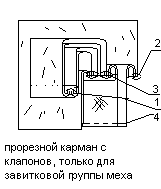 2
3
1
4
прорезной карман с
клапонов, только для
завитковой группы меха